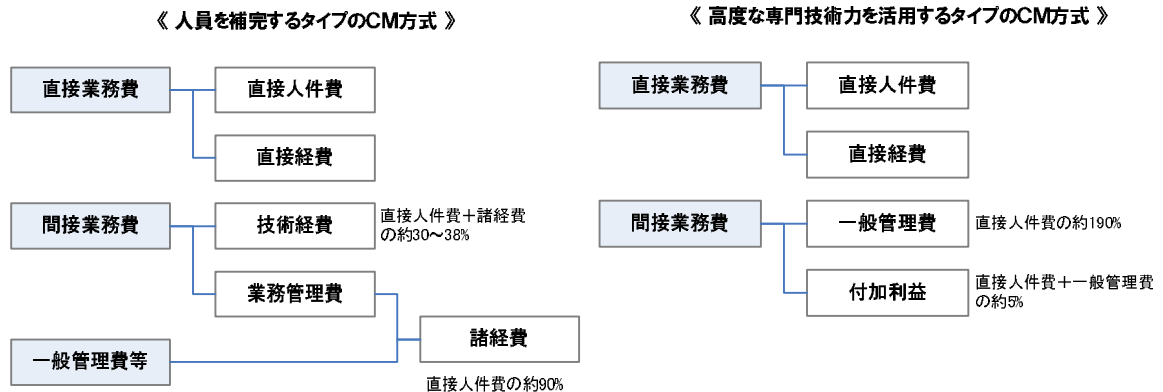 《 人員を補完するタイプのCM方式 》
直接業務費
直接人件費
直接経費
間接業務費
技術経費
直接人件費＋諸経費
の約30～38%
業務管理費
諸経費
一般管理費等
直接人件費の約90%
《 高度な専門技術力を活用するタイプのCM方式 》
直接業務費
直接人件費
直接経費
間接業務費
一般管理費
直接人件費の約190%
付加利益
直接人件費＋一般管理費
の約5%